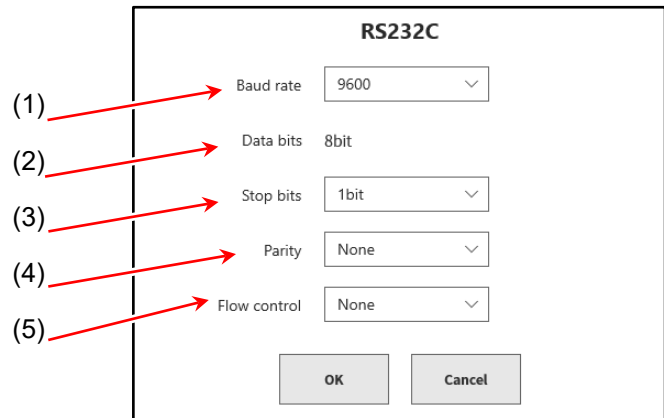 RS232C
(1) Baud rate 9600
(2) Data bits 8bit
(3) Stop bits 1bit
(4) Parity None
(5) Flow control None
OK Cancel